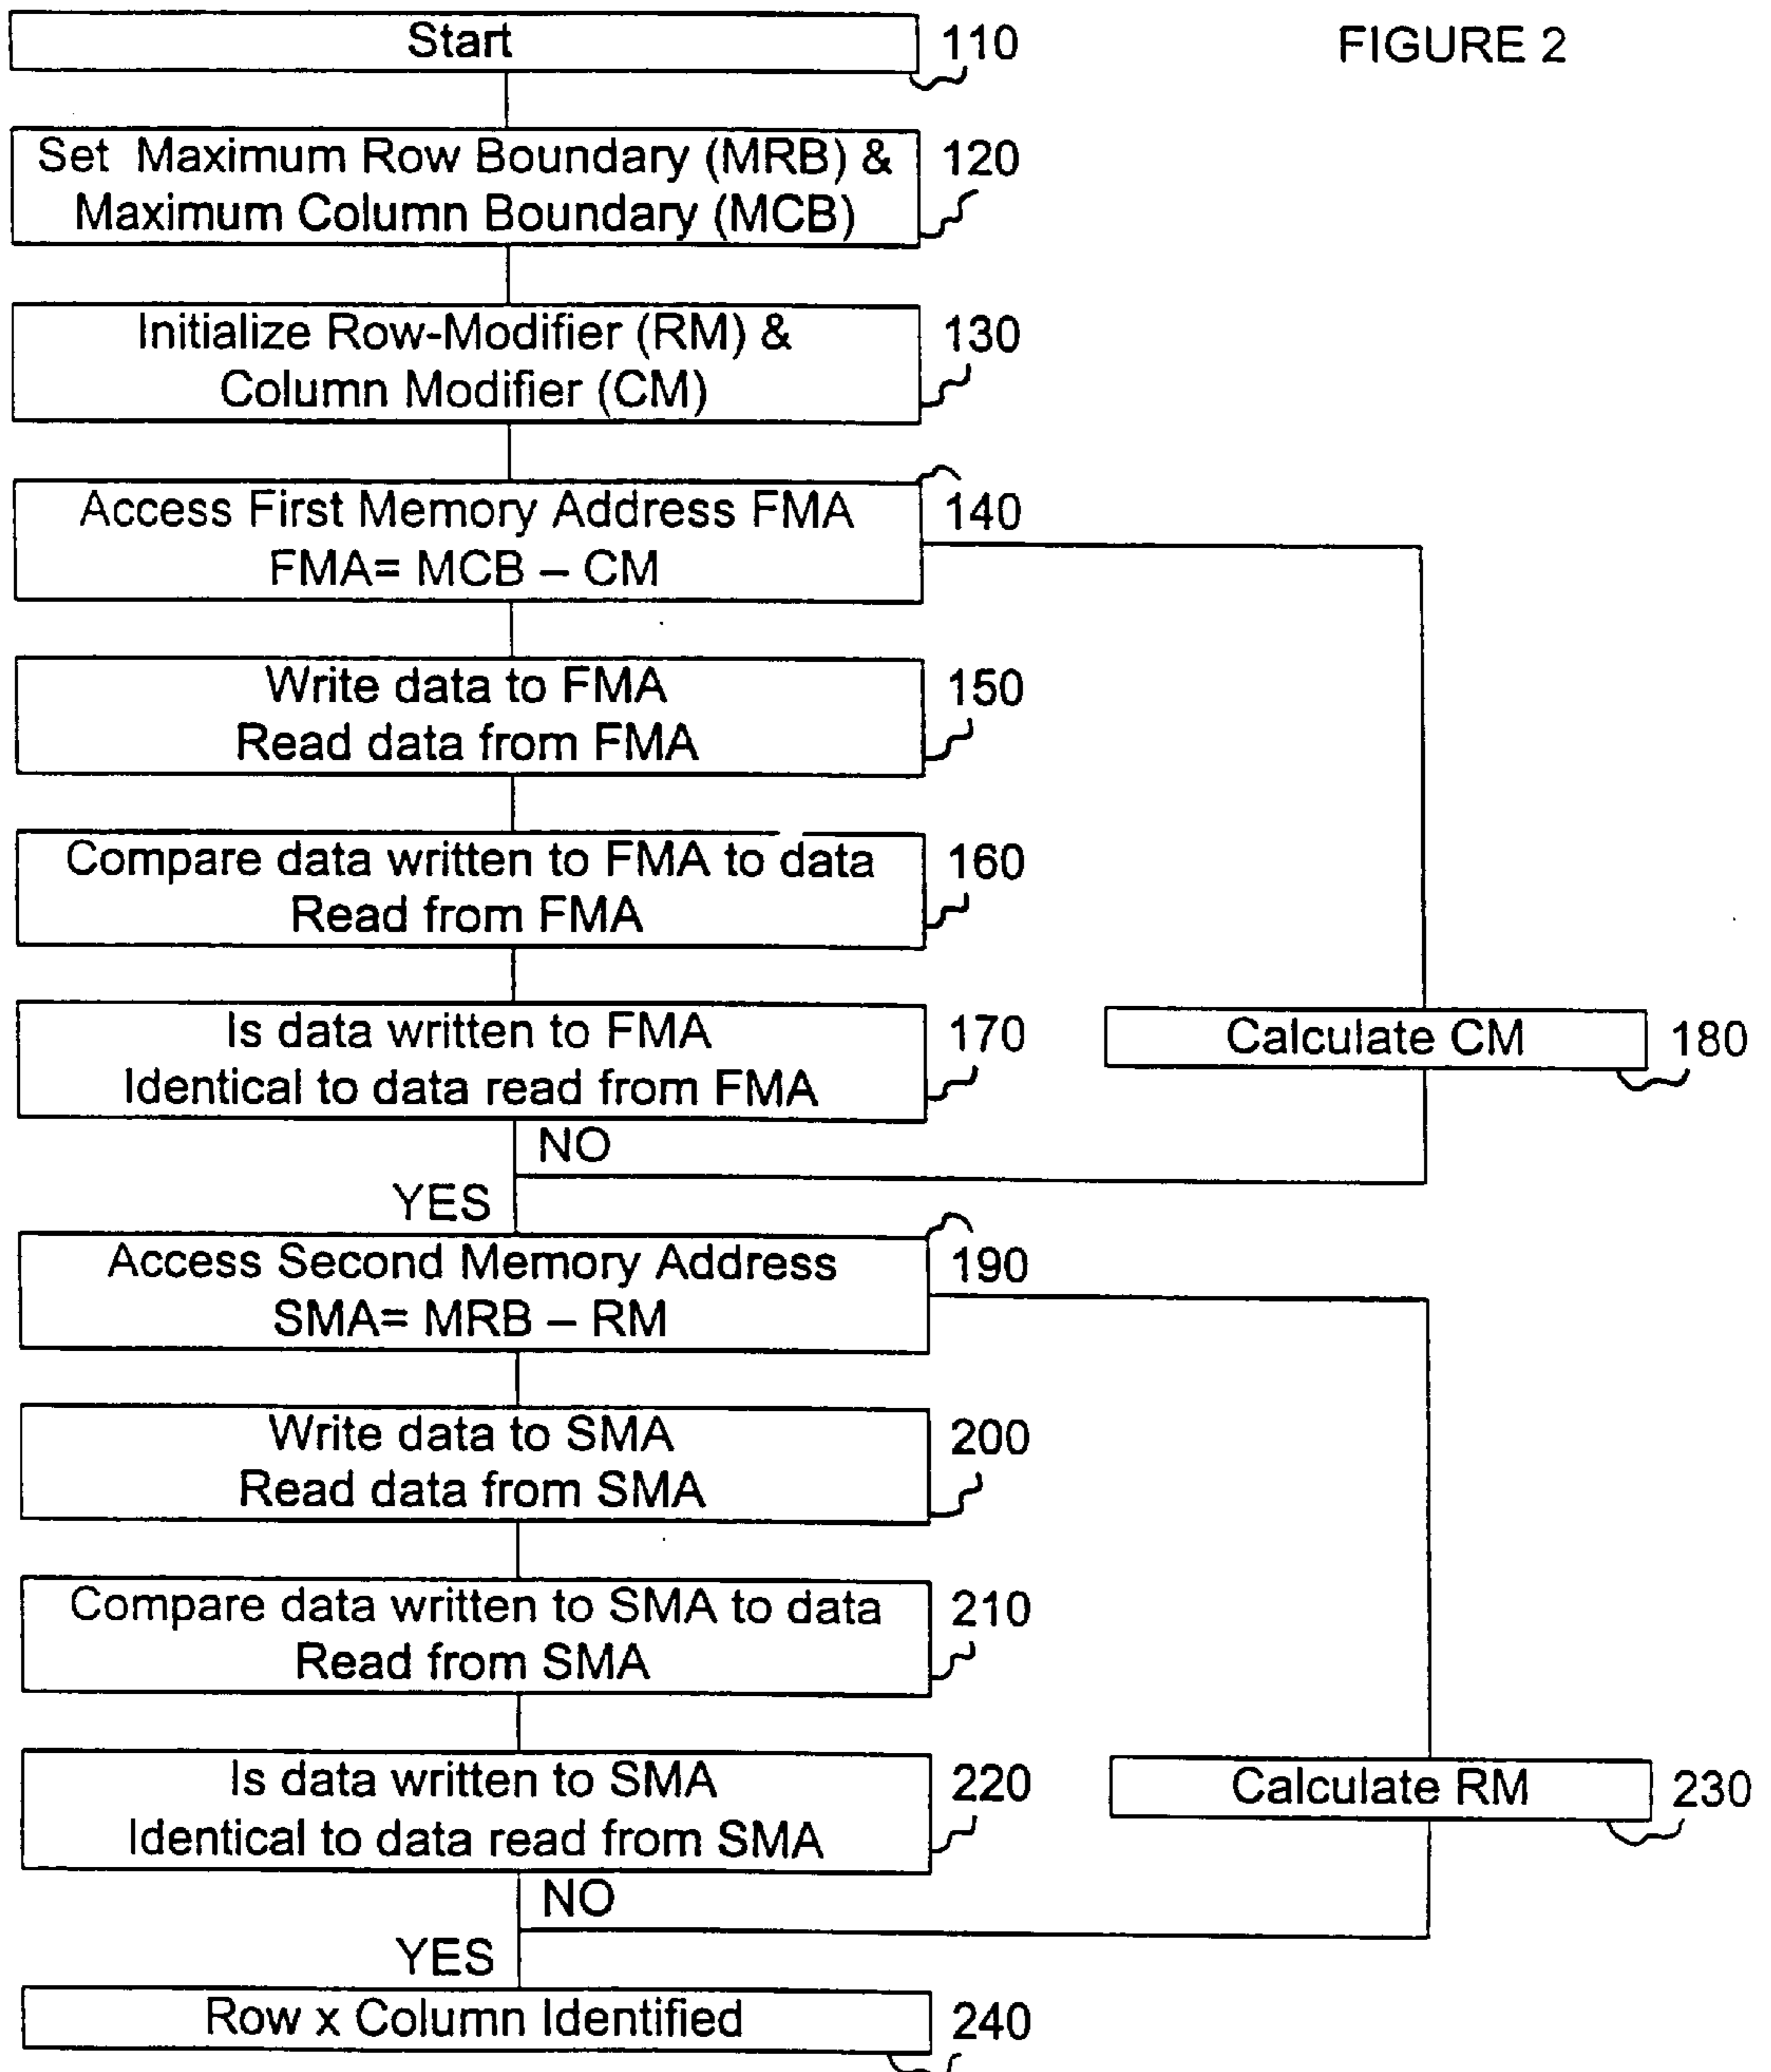 FIGURE 2
Start
110
Set Maximum Row Boundary (MRB) &
Maximum Column Boundary (MCB)
120
Initialize Row-Modifier (RM) &
Column Modifier (CM)
130
Access First Memory Address FMA
FMA= MCB – CM
140
Write data to FMA
Read data from FMA
150
Compare data written to FMA to data
Read from FMA
160
Is data written to FMA
Identical to data read from FMA
170
Calculate CM
180
NO
YES
Access Second Memory Address
SMA= MRB – RM
190
Write data to SMA
Read data from SMA
200
Compare data written to SMA to data
Read from SMA
210
Is data written to SMA
Identical to data read from SMA
220
Calculate RM
230
NO
YES
Row x Column Identified
240